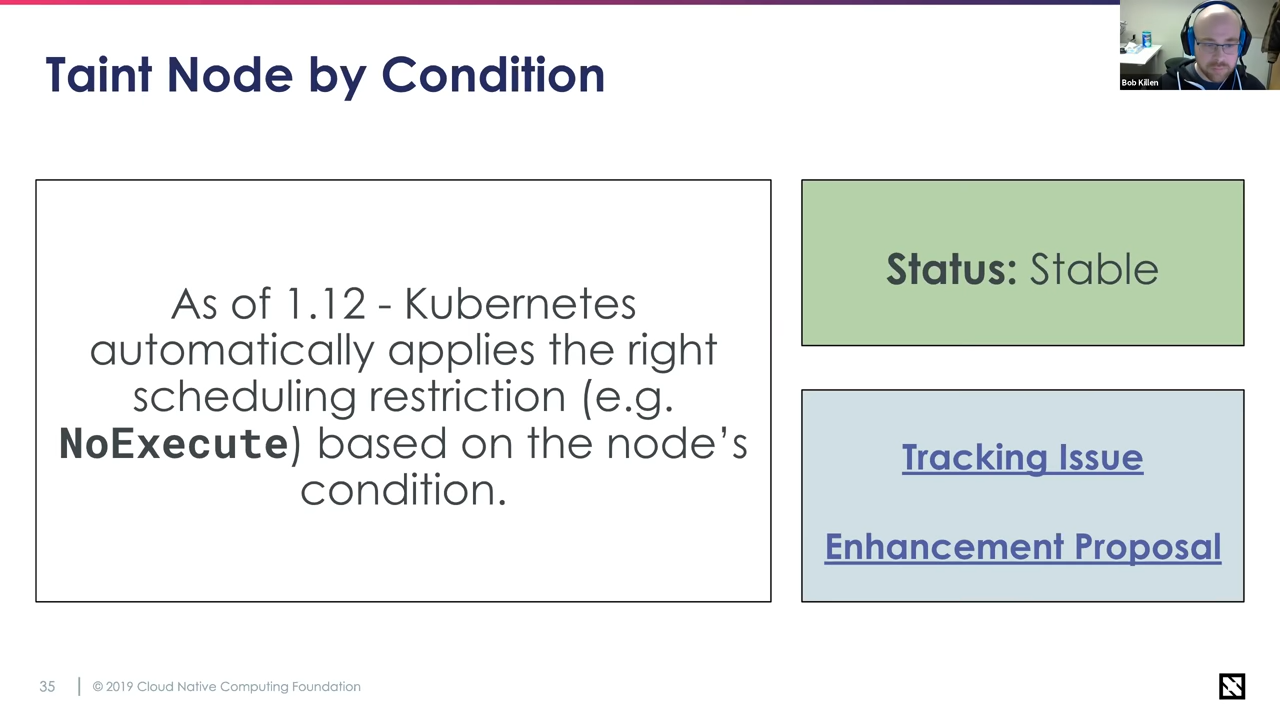 Taint Node by Condition
Bob Killen
As of 1.12 - Kubernetes
automatically applies the right
scheduling restriction (e.g.
NoExecute) based on the node’s
condition.
Status: Stable
Tracking Issue
Enhancement Proposal
35
© 2019 Cloud Native Computing Foundation